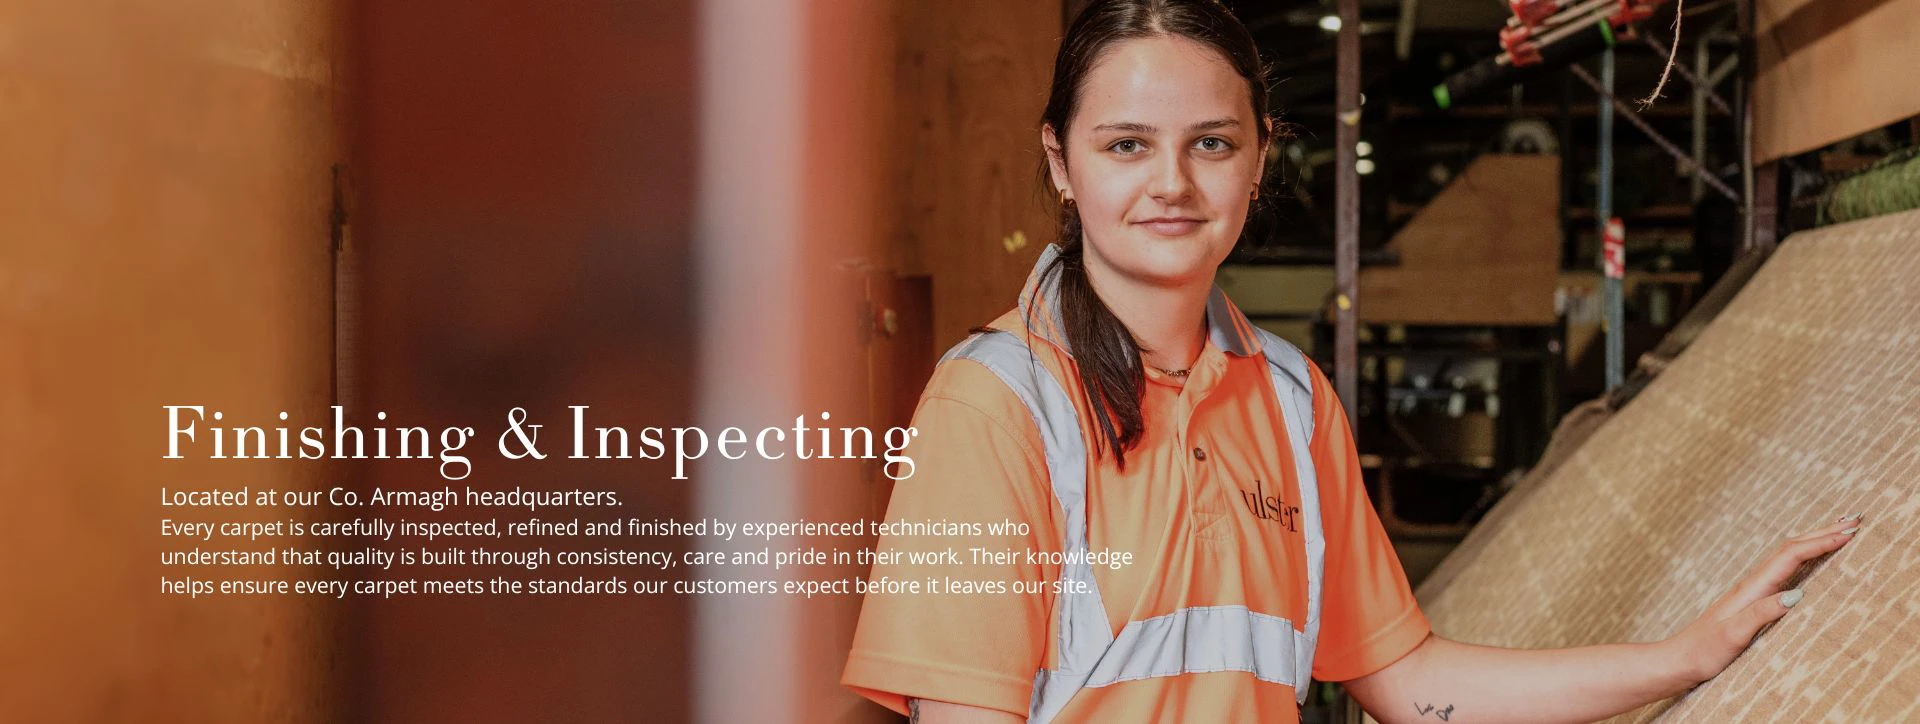 Finishing & Inspecting
Located at our Co. Armagh headquarters.
Every carpet is carefully inspected, refined and finished by experienced technicians who
understand that quality is built through consistency, care and pride in their work. Their knowledge
helps ensure every carpet meets the standards our customers expect before it leaves our site.
ulster